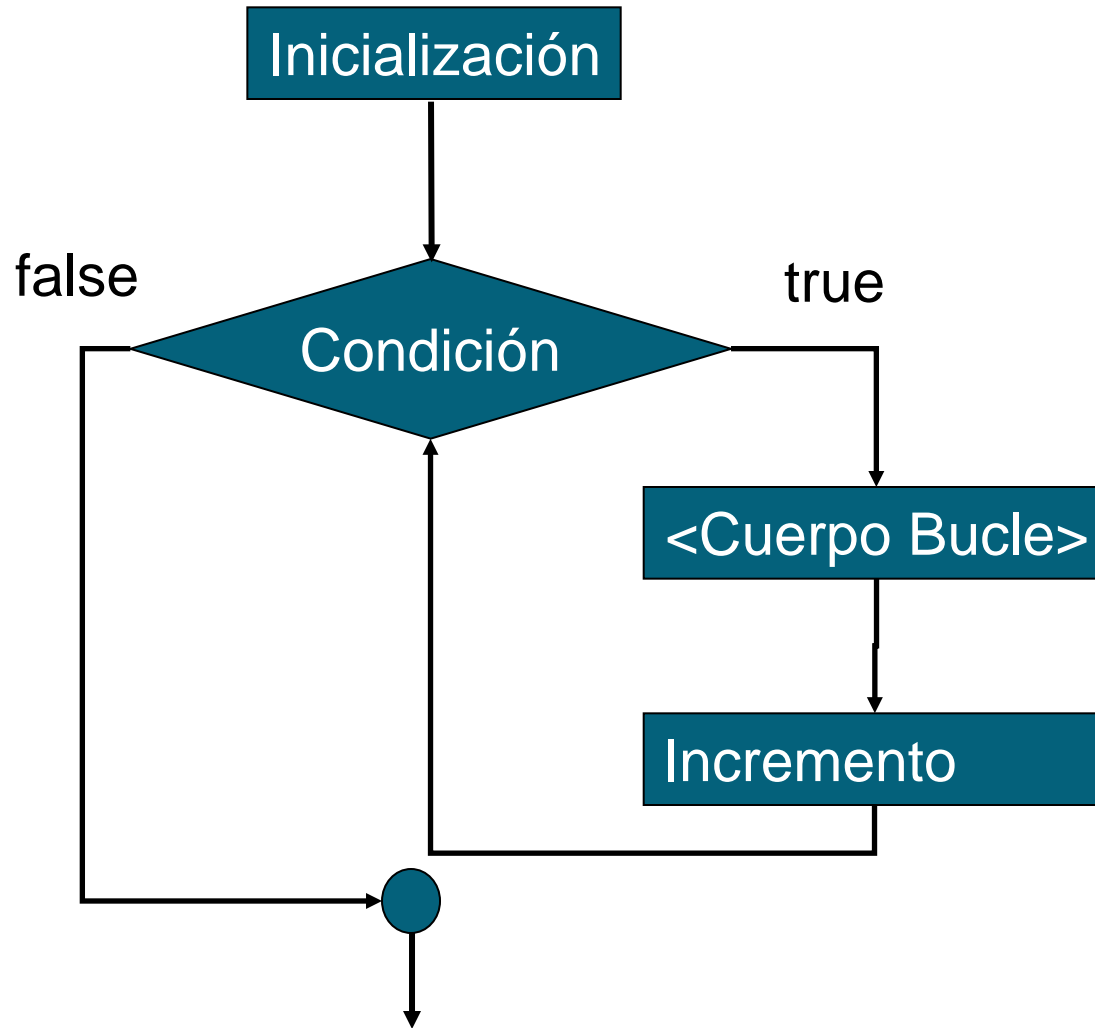 Inicialización
false
true
Condición
<Cuerpo Bucle>
Incremento